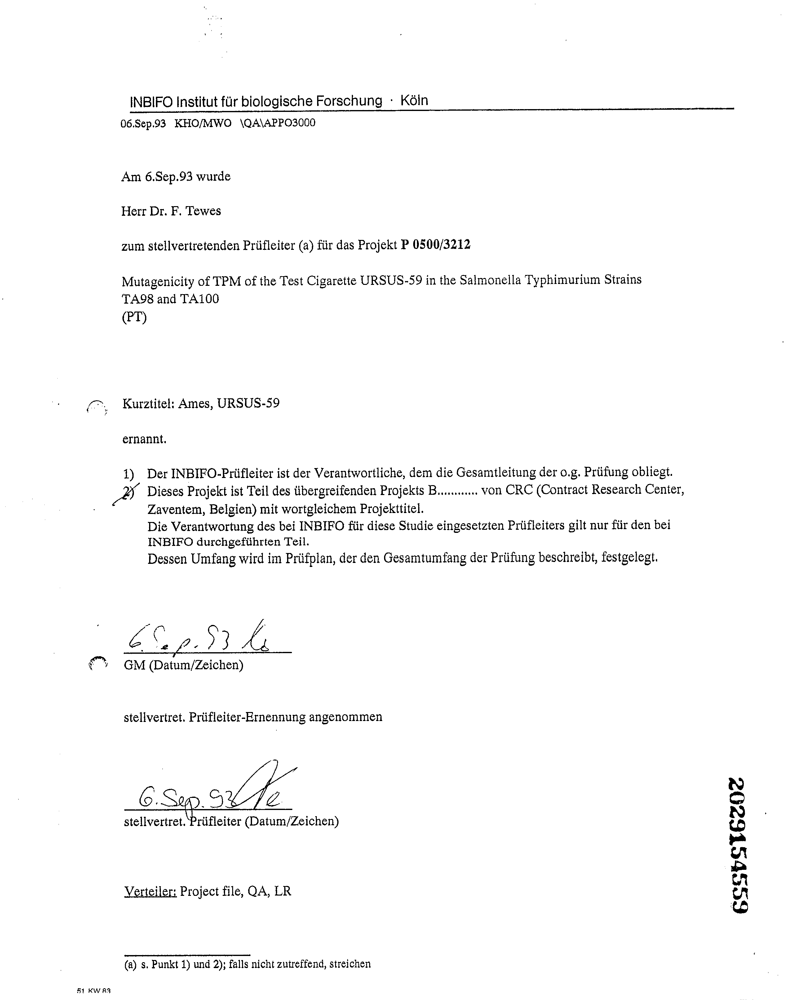 INBIFO Institut für biologische Forschung · Köln
06.Sep.93 KHO/MWO \QA\APPO3000
Am 6.Sep.93 wurde
Herr Dr. F. Tewes
zum stellvertretenden Prüfleiter (a) für das Projekt P 0500/3212
Mutagenicity of TPM of the Test Cigarette URSUS-59 in the Salmonella Typhimurium Strains
TA98 and TA100
(PT)
Kurztitel: Ames, URSUS-59
ernannt.
1) Der INBIFO-Prüfleiter ist der Verantwortliche, dem die Gesamtleitung der o.g. Prüfung obliegt.
2) Dieses Projekt ist Teil des übergreifenden Projekts B............ von CRC (Contract Research Center,
Zaventem, Belgien) mit wortgleichem Projekttitel.
Die Verantwortung des bei INBIFO für diese Studie eingesetzten Prüfleiters gilt nur für den bei
INBIFO durchgeführten Teil.
Dessen Umfang wird im Prüfplan, der den Gesamtumfang der Prüfung beschreibt, festgelegt.
6.Sep.93
GM (Datum/Zeichen)
stellvertret. Prüfleiter-Ernennung angenommen
6.Sep.93 Te
stellvertret. Prüfleiter (Datum/Zeichen)
Verteiler: Project file, QA, LR
(a) s. Punkt 1) und 2); falls nicht zutreffend, streichen
51 KW 83
2029154559